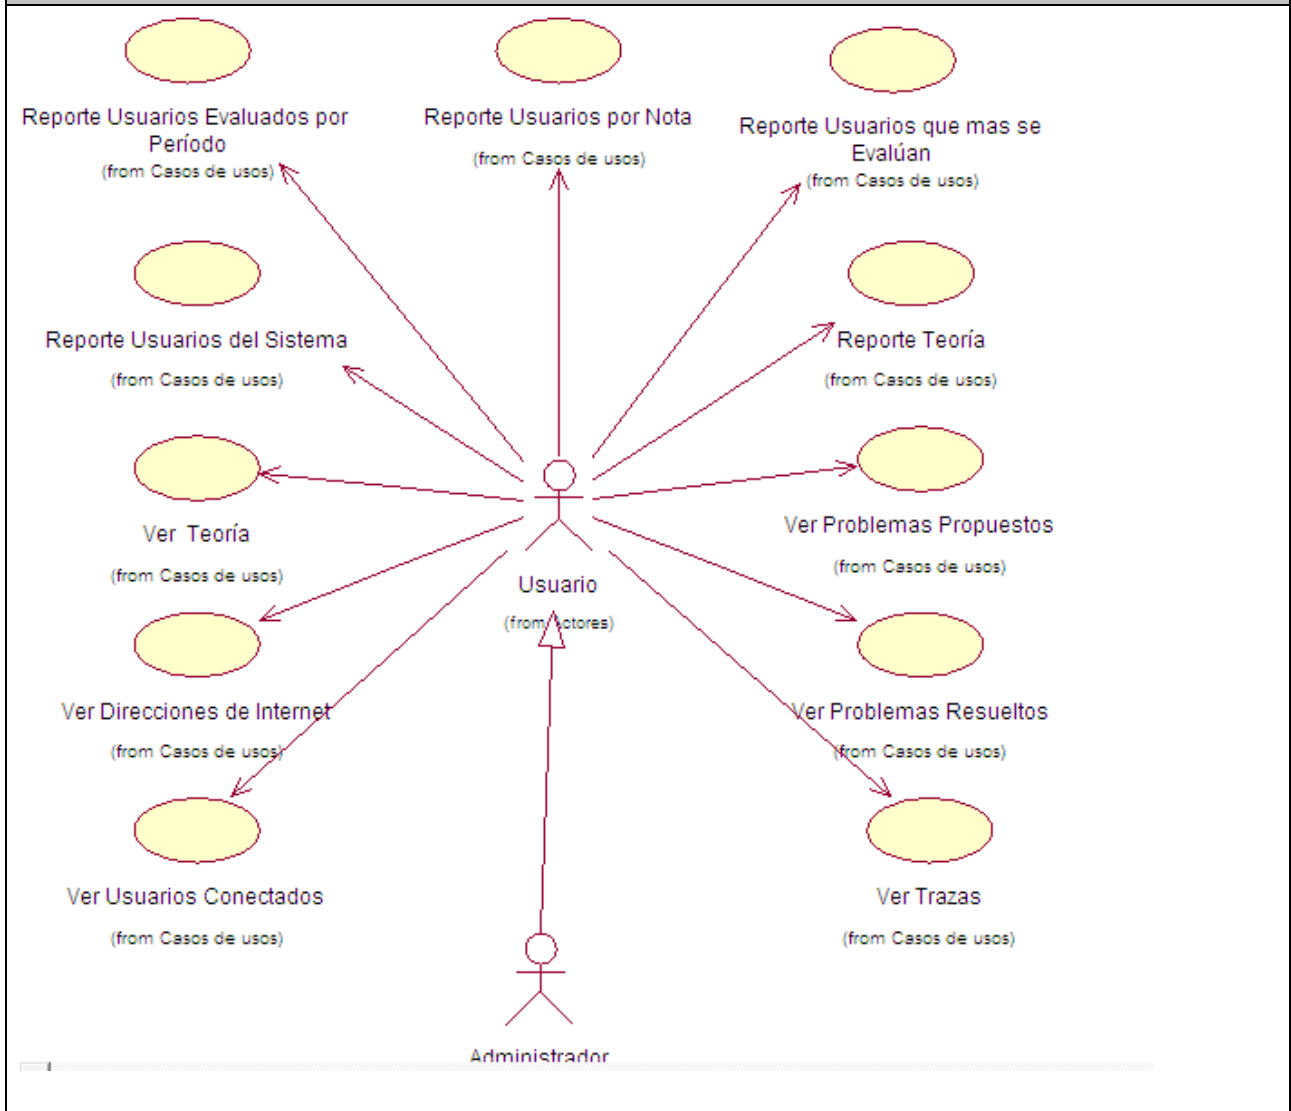 Reporte Usuarios Evaluados por
Período
(from Casos de usos)
Reporte Usuarios por Nota
(from Casos de usos)
Reporte Usuarios que mas se
Evalúan
(from Casos de usos)
Reporte Usuarios del Sistema
(from Casos de usos)
Reporte Teoría
(from Casos de usos)
Ver Teoría
(from Casos de usos)
Ver Problemas Propuestos
(from Casos de usos)
Usuario
(from Actores)
Ver Direcciones de Internet
(from Casos de usos)
Ver Problemas Resueltos
(from Casos de usos)
Ver Usuarios Conectados
(from Casos de usos)
Ver Trazas
(from Casos de usos)
Administrador